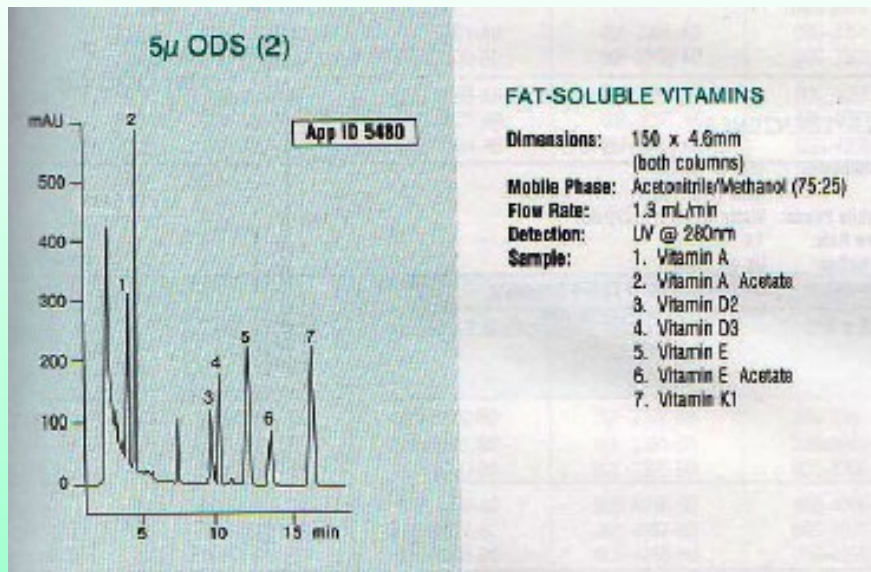 5μ ODS (2)
mAU
App ID 5480
500
400
300
200
100
0
1
2
3
4
5
6
7
5
10
15 min
FAT-SOLUBLE VITAMINS
Dimensions: 150 x 4.6mm
(both columns)
Mobile Phase: Acetonitrile/Methanol (75:25)
Flow Rate: 1.3 mL/min
Detection: UV @ 280nm
Sample: 1. Vitamin A
2. Vitamin A Acetate
3. Vitamin D2
4. Vitamin D3
5. Vitamin E
6. Vitamin E Acetate
7. Vitamin K1